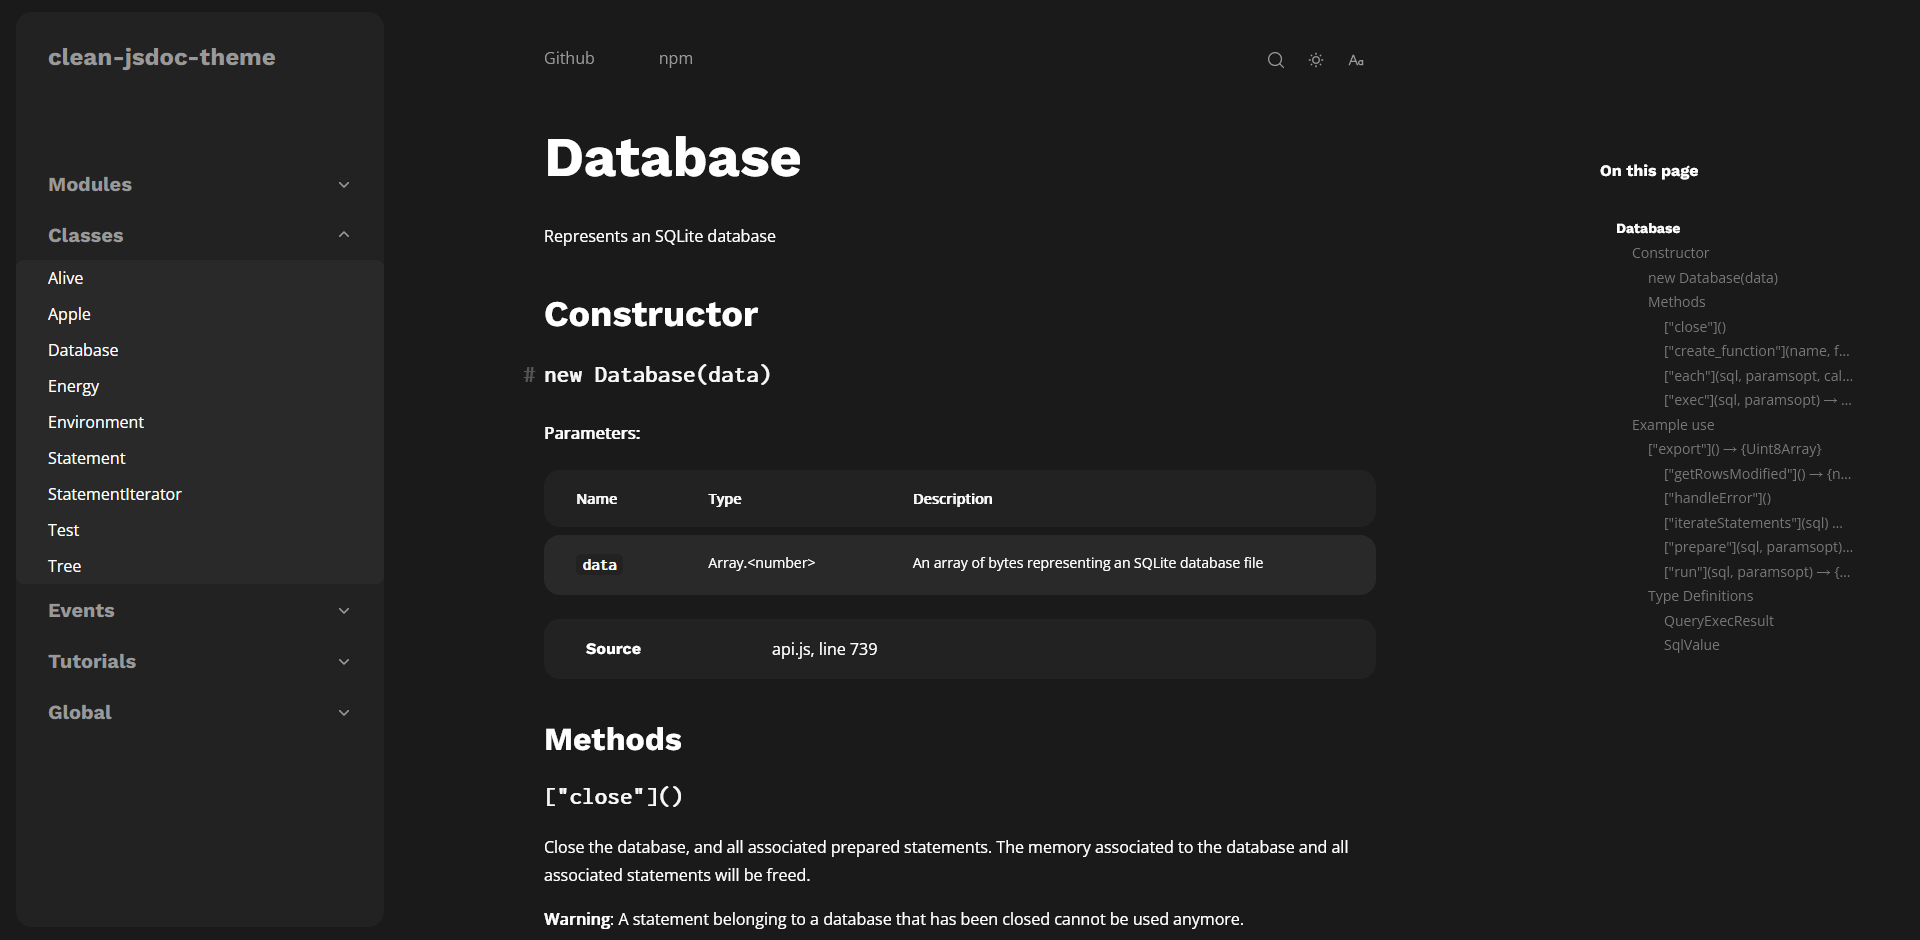 clean-jsdoc-theme
Modules
Classes
Alive
Apple
Database
Energy
Environment
Statement
StatementIterator
Test
Tree
Events
Tutorials
Global
Github npm
Aa
Database
Represents an SQLite database
Constructor
# new Database(data)
Parameters:
Name Type Description
data Array.<number> An array of bytes representing an SQLite database file
Source api.js, line 739
Methods
["close"]()
Close the database, and all associated prepared statements. The memory associated to the database and all
associated statements will be freed.
Warning: A statement belonging to a database that has been closed cannot be used anymore.
On this page
Database
Constructor
new Database(data)
Methods
["close"]()
["create_function"](name, f...
["each"](sql, paramsopt, cal...
["exec"](sql, paramsopt) → ...
Example use
["export"]() → {Uint8Array}
["getRowsModified"]() → {n...
["handleError"]()
["iterateStatements"](sql) ...
["prepare"](sql, paramsopt)...
["run"](sql, paramsopt) → {...
Type Definitions
QueryExecResult
SqlValue